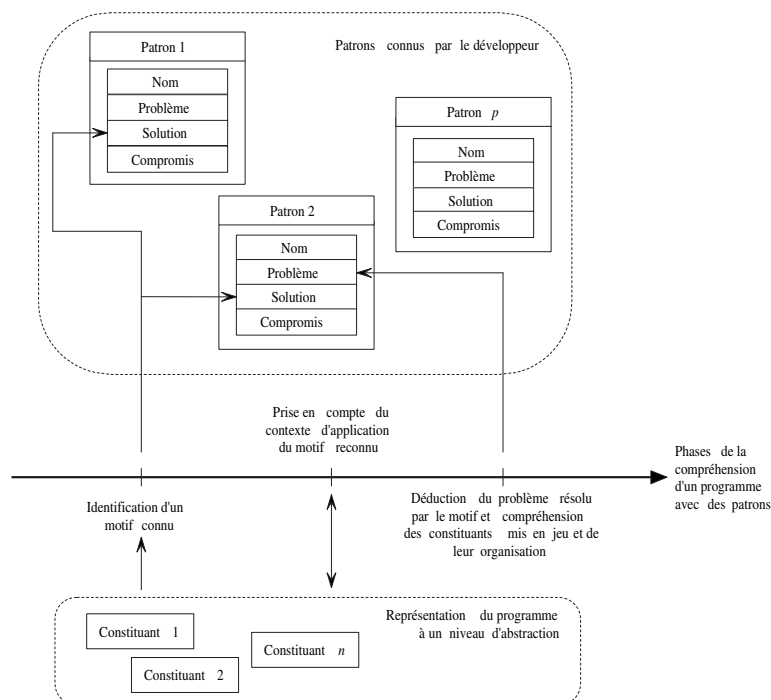 Patrons connus par le développeur
Patron 1
Nom
Problème
Solution
Compromis
Patron p
Nom
Problème
Solution
Compromis
Patron 2
Nom
Problème
Solution
Compromis
Prise en compte du
contexte d'application
du motif reconnu
Phases de la
compréhension
d'un programme
avec des patrons
Identification d'un
motif connu
Déduction du problème résolu
par le motif et compréhension
des constituants mis en jeu et de
leur organisation
Représentation du programme
à un niveau d'abstraction
Constituant 1
Constituant 2
Constituant n